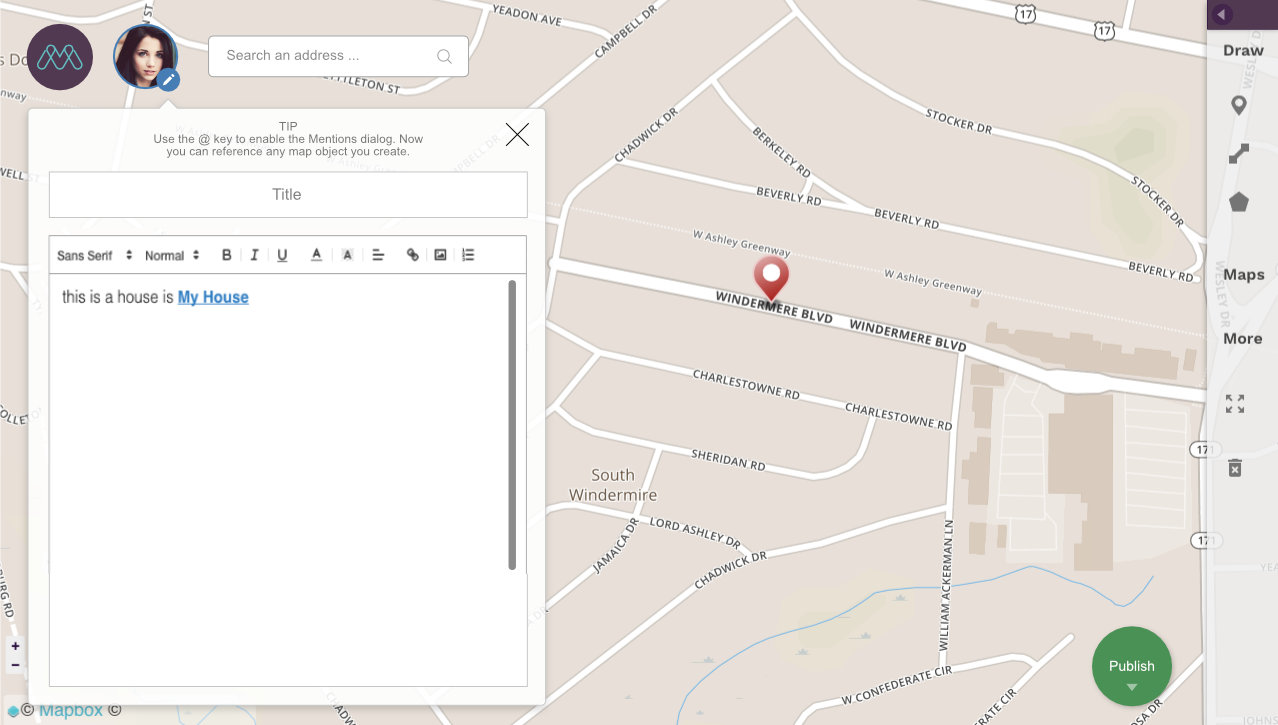 YEADON AVE
CAMPBELL DR
17
17
Draw
Search an address ...
STOCKER DR
TIP
Use the @ key to enable the Mentions dialog. Now
you can reference any map object you create.
CHADWICK DR
BERKELEY RD
Title
BEVERLY RD
BEVERLY RD
STOCKER DR
W Ashley Greenway
W Ashley Greenway
BEVERLY RD
WESLEY DR
Sans Serif Normal B I U A A
Maps
this is a house is My House
WINDERMERE BLVD
WINDERMERE BLVD
More
CHARLESTOWNE RD
CHARLESTOWNE RD
SHERIDAN RD
171
South
Windermire
LORD ASHLEY DR
JAMAICA DR
CHADWICK DR
171
WILLIAM ACKERMAN LN
+
−
Publish
W CONFEDERATE CIR
© Mapbox ©